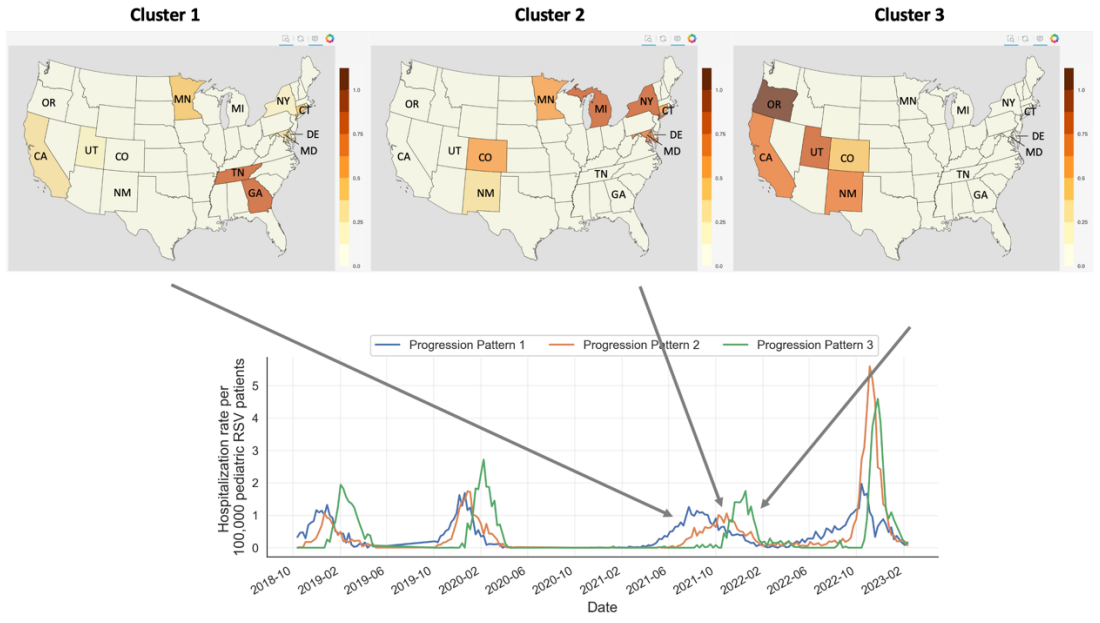 Cluster 1
Cluster 2
Cluster 3
OR
MN
MI
NY
CT
DE
MD
CA
UT
CO
NM
TN
GA
1.0
0.75
0.50
0.25
0.0
OR
MN
MI
NY
CT
DE
MD
CA
UT
CO
NM
TN
GA
1.0
0.75
0.50
0.25
0.0
OR
MN
MI
NY
CT
DE
MD
CA
UT
CO
NM
TN
GA
1.0
0.75
0.50
0.25
0.0
Progression Pattern 1
Progression Pattern 2
Progression Pattern 3
Hospitalization rate per
100,000 pediatric RSV patients
5
4
3
2
1
0
2018-10
2019-02
2019-06
2019-10
2020-02
2020-06
2020-10
2021-02
2021-06
2021-10
2022-02
2022-06
2022-10
2023-02
Date